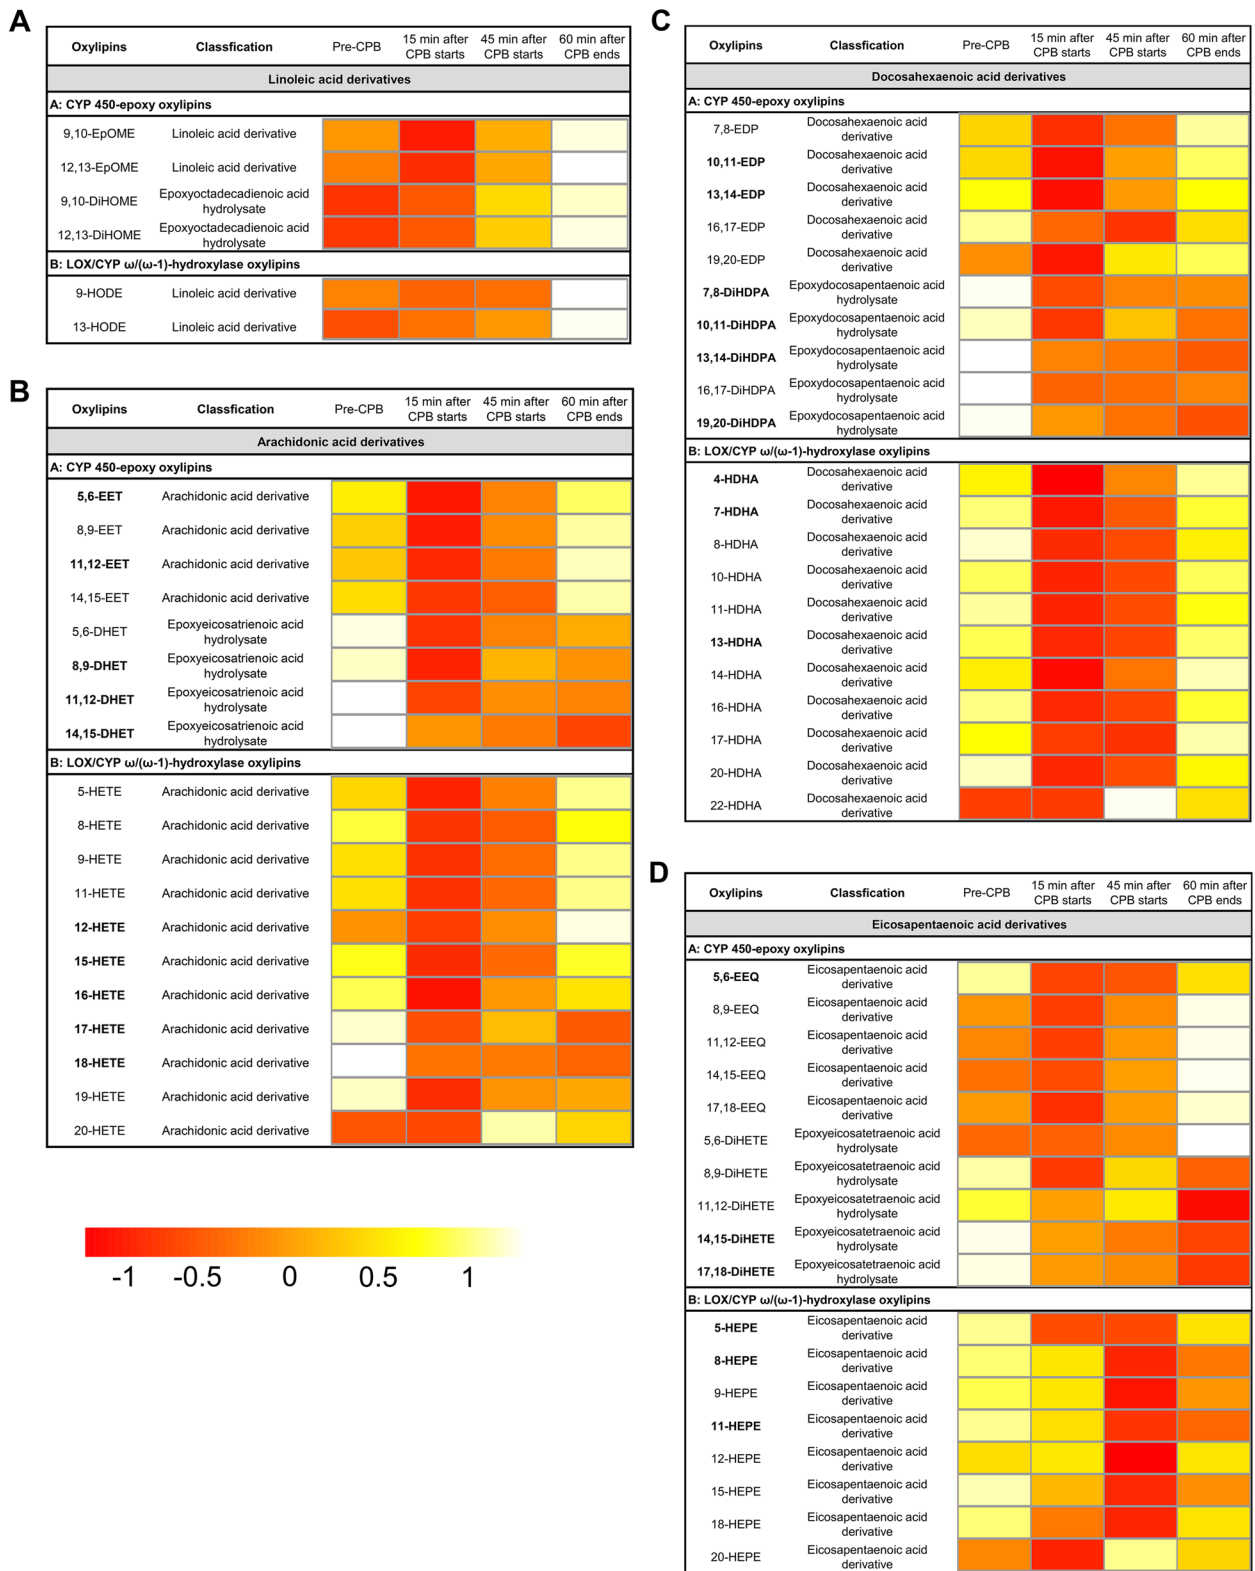 A
Oxylipins Classfication Pre-CPB 15 min after CPB starts 45 min after CPB starts 60 min after CPB ends
Linoleic acid derivatives
A: CYP 450-epoxy oxylipins
9,10-EpOME Linoleic acid derivative
12,13-EpOME Linoleic acid derivative
9,10-DiHOME Epoxyoctadecadienoic acid hydrolysate
12,13-DiHOME Epoxyoctadecadienoic acid hydrolysate
B: LOX/CYP ω/(ω-1)-hydroxylase oxylipins
9-HODE Linoleic acid derivative
13-HODE Linoleic acid derivative
B
Oxylipins Classfication Pre-CPB 15 min after CPB starts 45 min after CPB starts 60 min after CPB ends
Arachidonic acid derivatives
A: CYP 450-epoxy oxylipins
5,6-EET Arachidonic acid derivative
8,9-EET Arachidonic acid derivative
11,12-EET Arachidonic acid derivative
14,15-EET Arachidonic acid derivative
5,6-DHET Epoxyeicosatrienoic acid hydrolysate
8,9-DHET Epoxyeicosatrienoic acid hydrolysate
11,12-DHET Epoxyeicosatrienoic acid hydrolysate
14,15-DHET Epoxyeicosatrienoic acid hydrolysate
B: LOX/CYP ω/(ω-1)-hydroxylase oxylipins
5-HETE Arachidonic acid derivative
8-HETE Arachidonic acid derivative
9-HETE Arachidonic acid derivative
11-HETE Arachidonic acid derivative
12-HETE Arachidonic acid derivative
15-HETE Arachidonic acid derivative
16-HETE Arachidonic acid derivative
17-HETE Arachidonic acid derivative
18-HETE Arachidonic acid derivative
19-HETE Arachidonic acid derivative
20-HETE Arachidonic acid derivative
-1 -0.5 0 0.5 1
C
Oxylipins Classfication Pre-CPB 15 min after CPB starts 45 min after CPB starts 60 min after CPB ends
Docosahexaenoic acid derivatives
A: CYP 450-epoxy oxylipins
7,8-EDP Docosahexaenoic acid derivative
10,11-EDP Docosahexaenoic acid derivative
13,14-EDP Docosahexaenoic acid derivative
16,17-EDP Docosahexaenoic acid derivative
19,20-EDP Docosahexaenoic acid derivative
7,8-DiHDPA Epoxydocosapentaenoic acid hydrolysate
10,11-DiHDPA Epoxydocosapentaenoic acid hydrolysate
13,14-DiHDPA Epoxydocosapentaenoic acid hydrolysate
16,17-DiHDPA Epoxydocosapentaenoic acid hydrolysate
19,20-DiHDPA Epoxydocosapentaenoic acid hydrolysate
B: LOX/CYP ω/(ω-1)-hydroxylase oxylipins
4-HDHA Docosahexaenoic acid derivative
7-HDHA Docosahexaenoic acid derivative
8-HDHA Docosahexaenoic acid derivative
10-HDHA Docosahexaenoic acid derivative
11-HDHA Docosahexaenoic acid derivative
13-HDHA Docosahexaenoic acid derivative
14-HDHA Docosahexaenoic acid derivative
16-HDHA Docosahexaenoic acid derivative
17-HDHA Docosahexaenoic acid derivative
20-HDHA Docosahexaenoic acid derivative
22-HDHA Docosahexaenoic acid derivative
D
Oxylipins Classfication Pre-CPB 15 min after CPB starts 45 min after CPB starts 60 min after CPB ends
Eicosapentaenoic acid derivatives
A: CYP 450-epoxy oxylipins
5,6-EEQ Eicosapentaenoic acid derivative
8,9-EEQ Eicosapentaenoic acid derivative
11,12-EEQ Eicosapentaenoic acid derivative
14,15-EEQ Eicosapentaenoic acid derivative
17,18-EEQ Eicosapentaenoic acid derivative
5,6-DiHETE Epoxyeicosatetraenoic acid hydrolysate
8,9-DiHETE Epoxyeicosatetraenoic acid hydrolysate
11,12-DiHETE Epoxyeicosatetraenoic acid hydrolysate
14,15-DiHETE Epoxyeicosatetraenoic acid hydrolysate
17,18-DiHETE Epoxyeicosatetraenoic acid hydrolysate
B: LOX/CYP ω/(ω-1)-hydroxylase oxylipins
5-HEPE Eicosapentaenoic acid derivative
8-HEPE Eicosapentaenoic acid derivative
9-HEPE Eicosapentaenoic acid derivative
11-HEPE Eicosapentaenoic acid derivative
12-HEPE Eicosapentaenoic acid derivative
15-HEPE Eicosapentaenoic acid derivative
18-HEPE Eicosapentaenoic acid derivative
20-HEPE Eicosapentaenoic acid derivative